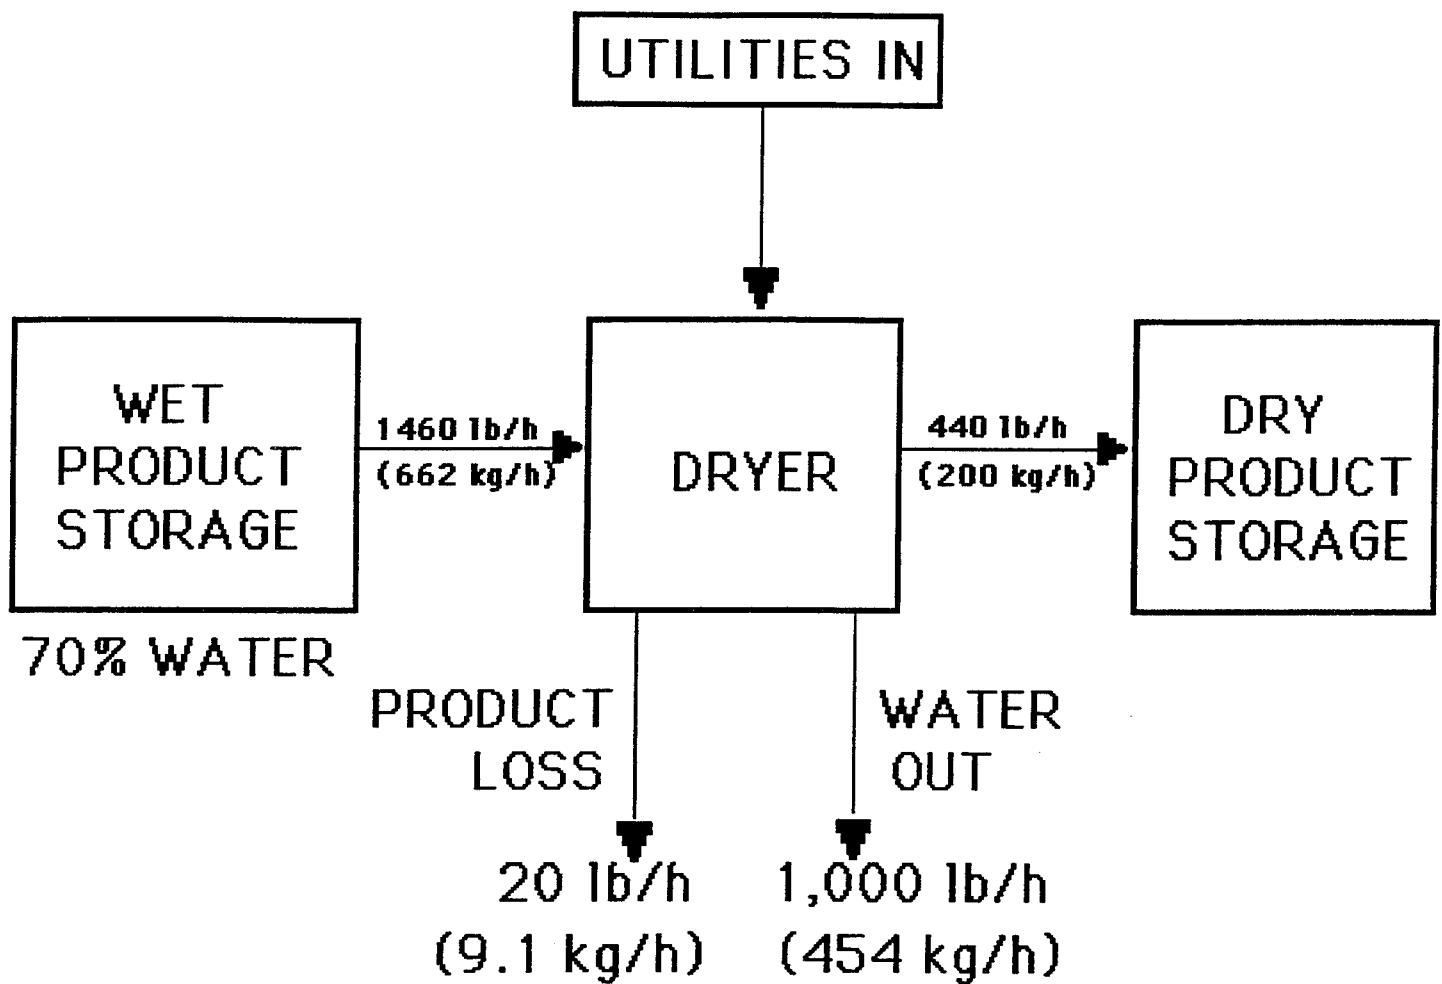 UTILITIES IN
WET
PRODUCT
STORAGE
1460 lb/h
(662 kg/h)
DRYER
440 lb/h
(200 kg/h)
DRY
PRODUCT
STORAGE
70% WATER
PRODUCT
LOSS
WATER
OUT
20 lb/h
(9.1 kg/h)
1,000 lb/h
(454 kg/h)